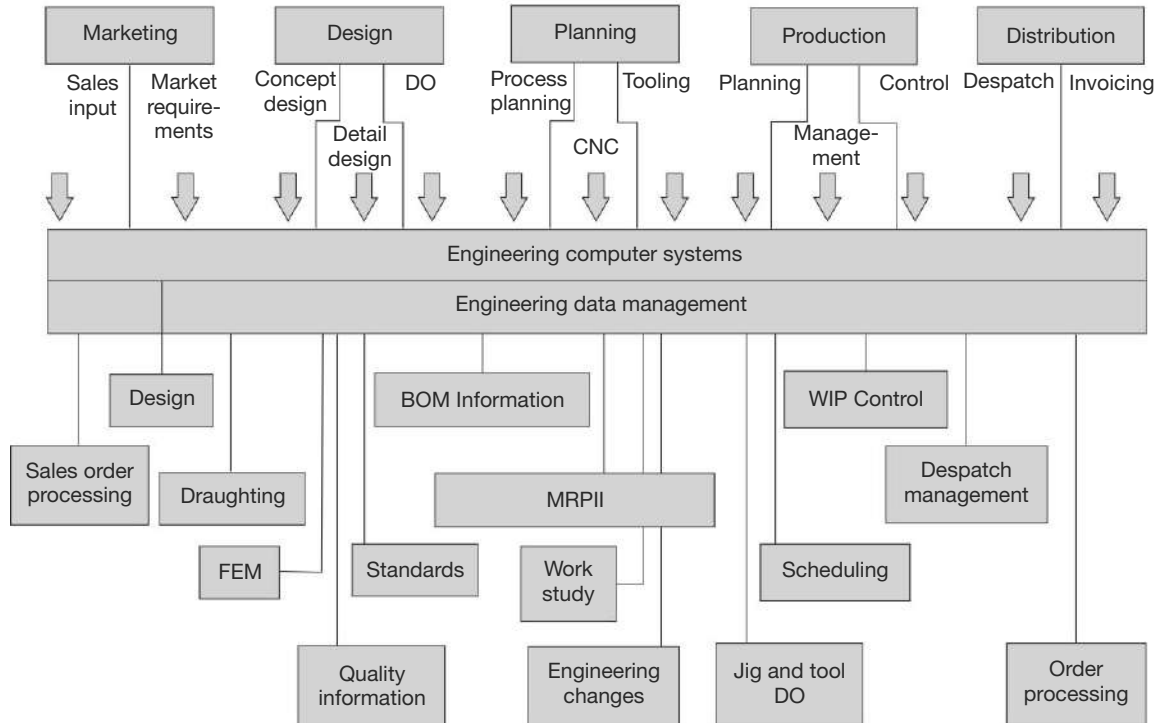 Marketing
Design
Planning
Production
Distribution
Sales
input
Market
require-
ments
Concept
design
DO
Detail
design
Process
planning
Tooling
CNC
Planning
Control
Manage-
ment
Despatch
Invoicing
Engineering computer systems
Engineering data management
Design
BOM Information
WIP Control
Sales order
processing
Draughting
MRPII
Despatch
management
FEM
Standards
Work
study
Scheduling
Quality
information
Engineering
changes
Jig and tool
DO
Order
processing